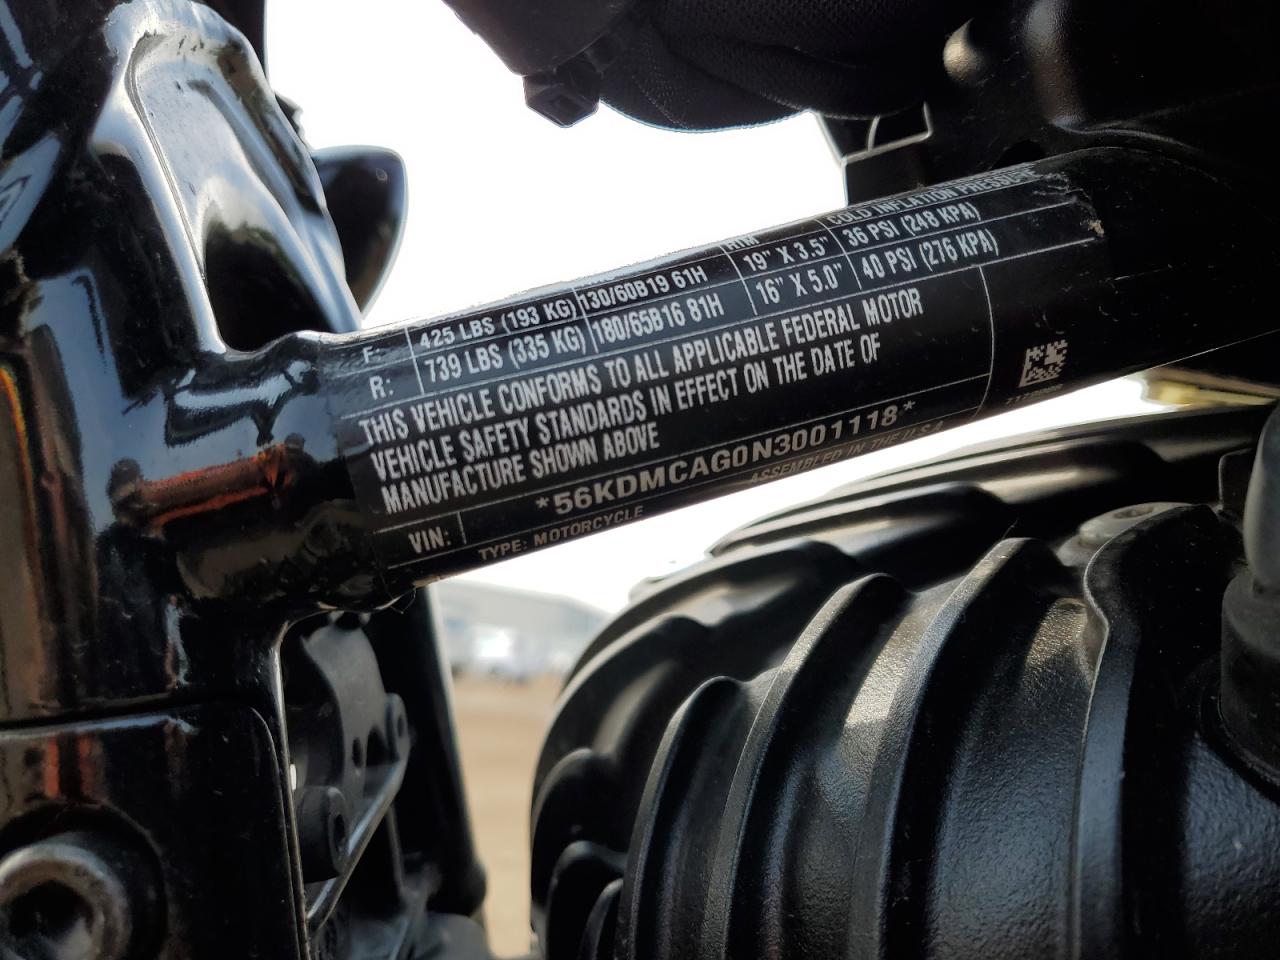 RIM COLD INFLATION PRESSURE
F: 425 LBS (193 KG) 130/60B19 61H 19" X 3.5" 36 PSI (248 KPA)
R: 739 LBS (335 KG) 180/65B16 81H 16" X 5.0" 40 PSI (276 KPA)
THIS VEHICLE CONFORMS TO ALL APPLICABLE FEDERAL MOTOR
VEHICLE SAFETY STANDARDS IN EFFECT ON THE DATE OF
MANUFACTURE SHOWN ABOVE
VIN: *56KDMCAG0N3001118*
TYPE: MOTORCYCLE ASSEMBLED IN THE U.S.A.